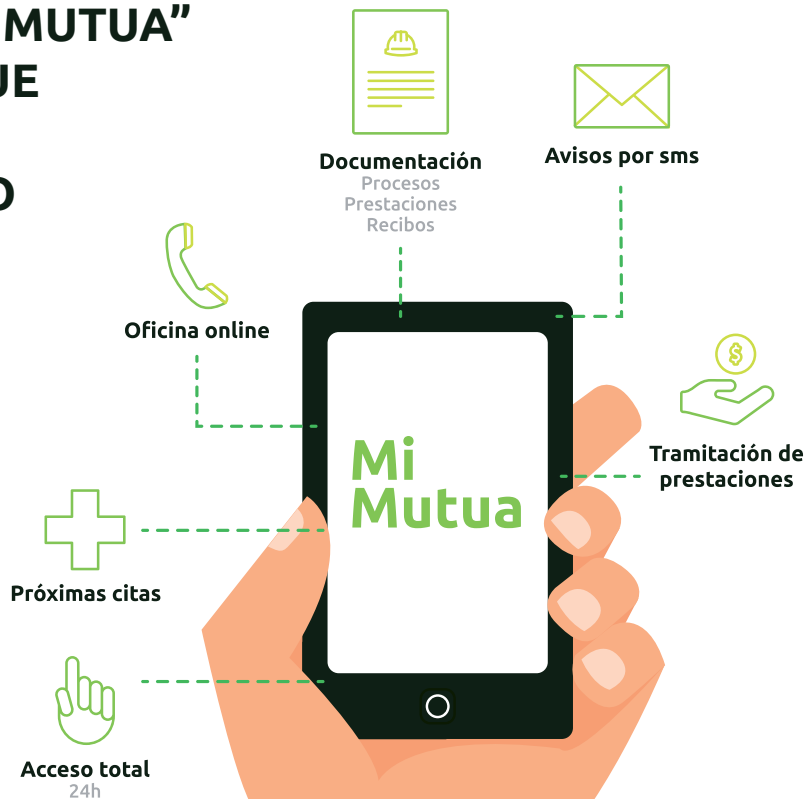 MUTUA”
UE
O
Documentación
Procesos
Prestaciones
Recibos
Avisos por sms
Oficina online
$
Tramitación de
prestaciones
Mi
Mutua
Próximas citas
Acceso total
24h